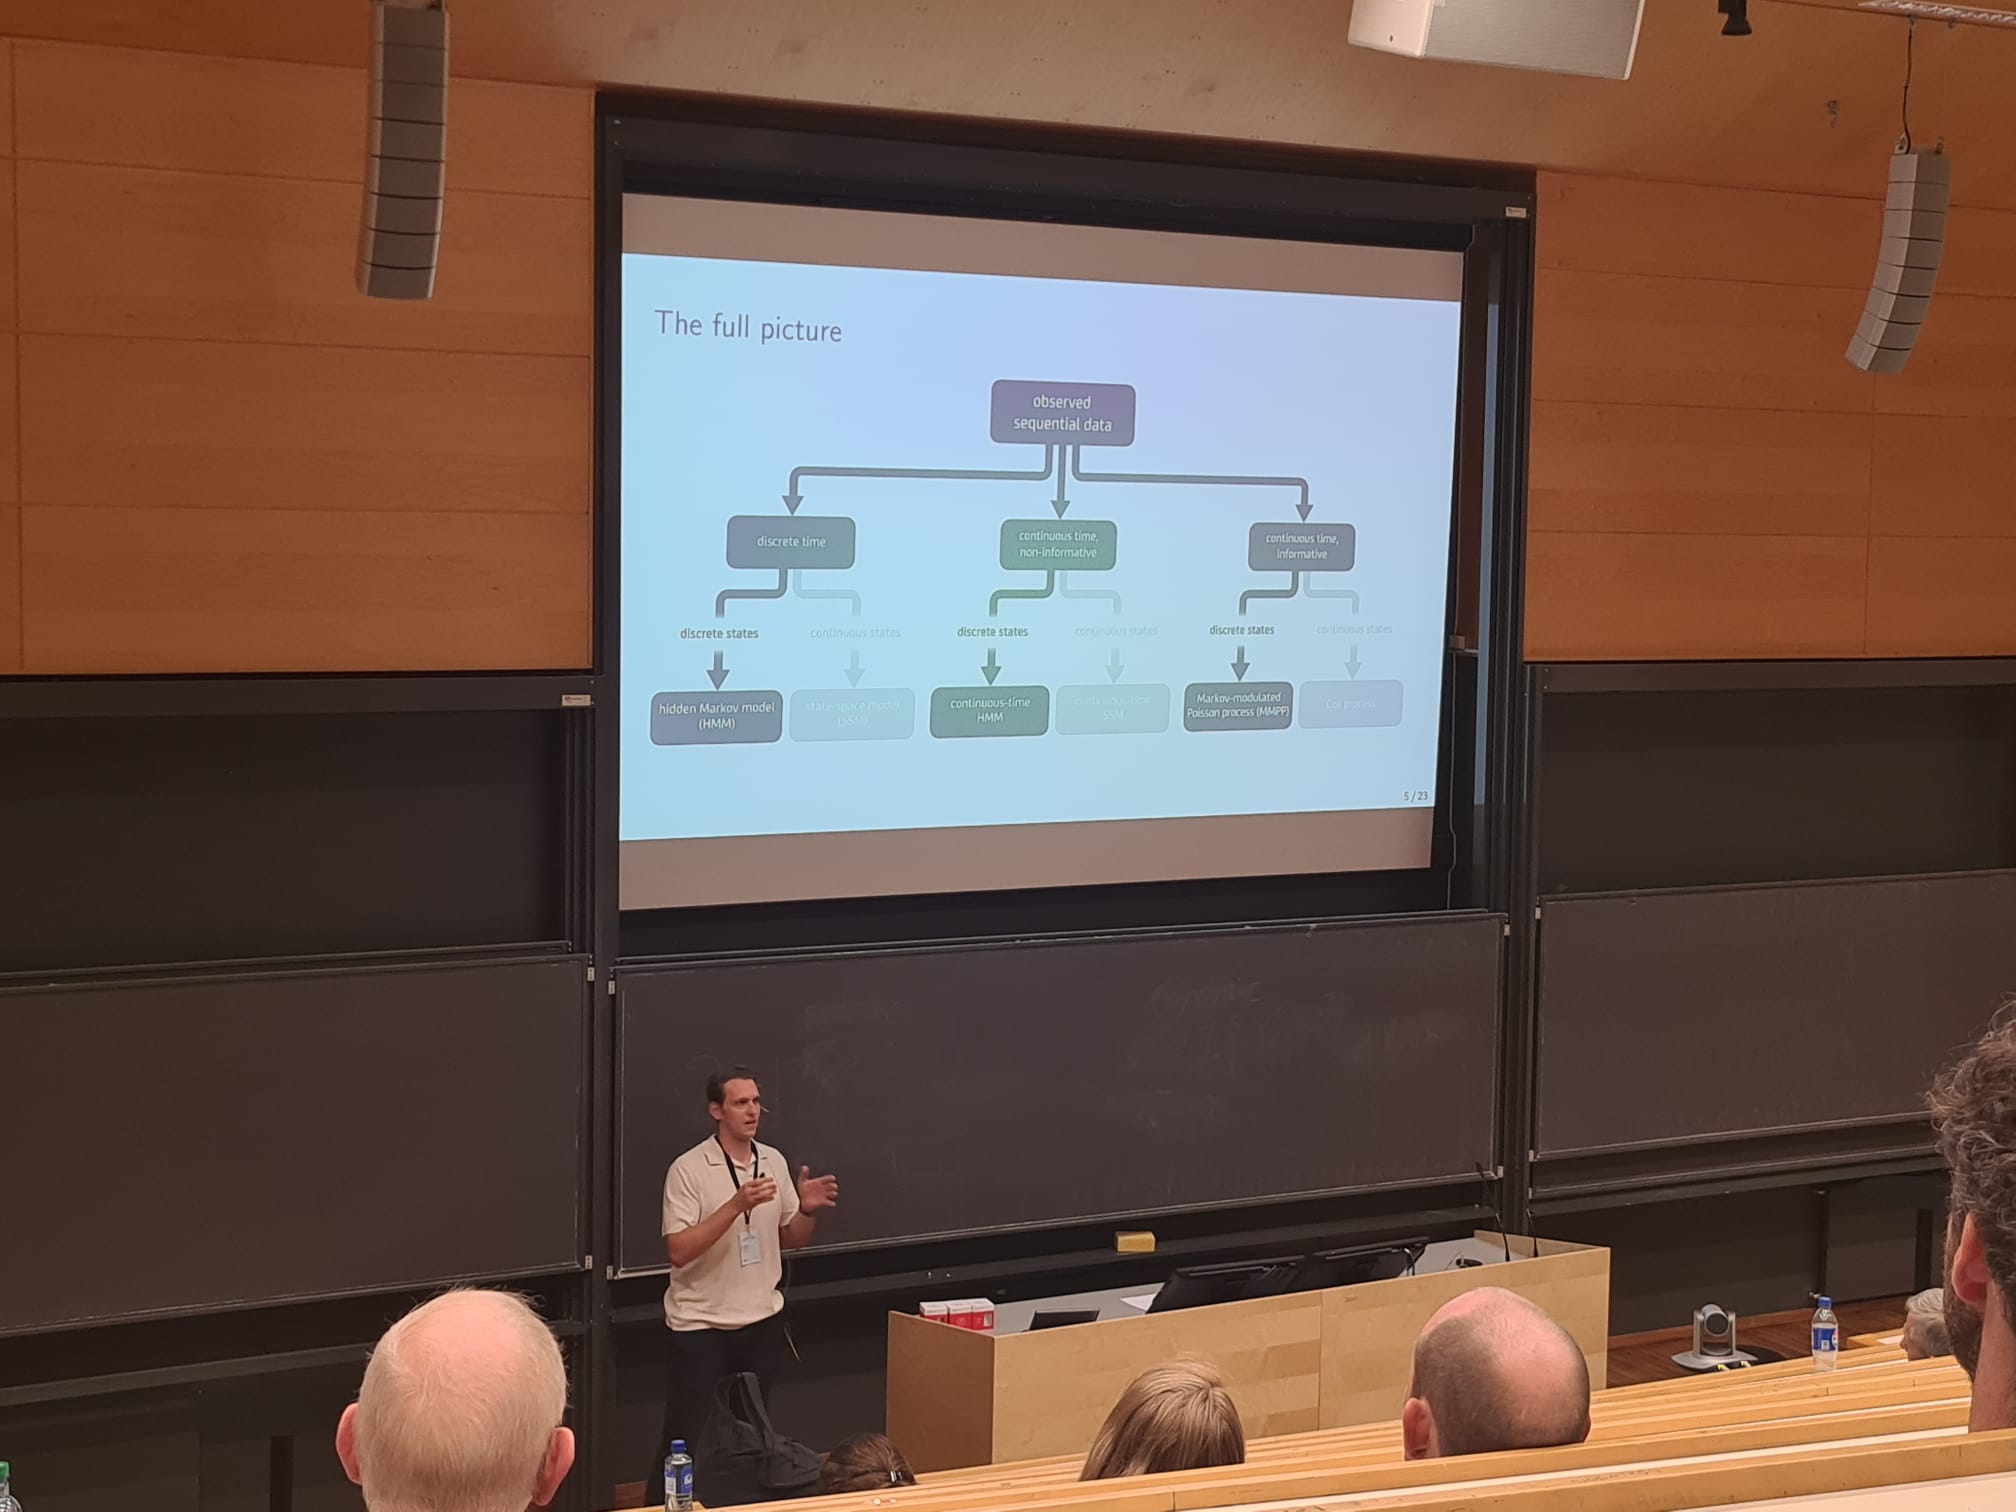 The full picture
observed
sequential data
discrete time
continuous time,
non-informative
continuous time,
informative
discrete states
continuous states
discrete states
continuous states
discrete states
continuous states
hidden Markov model
(HMM)
state-space model
(SSM)
continuous-time
HMM
continuous-time
SSM
Markov-modulated
Poisson process (MMPP)
Cox process
5 / 23